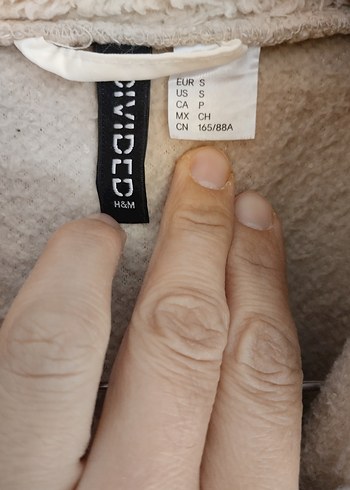 DIVIDED
H&M
EUR S
US S
CA P
MX CH
CN 165/88A